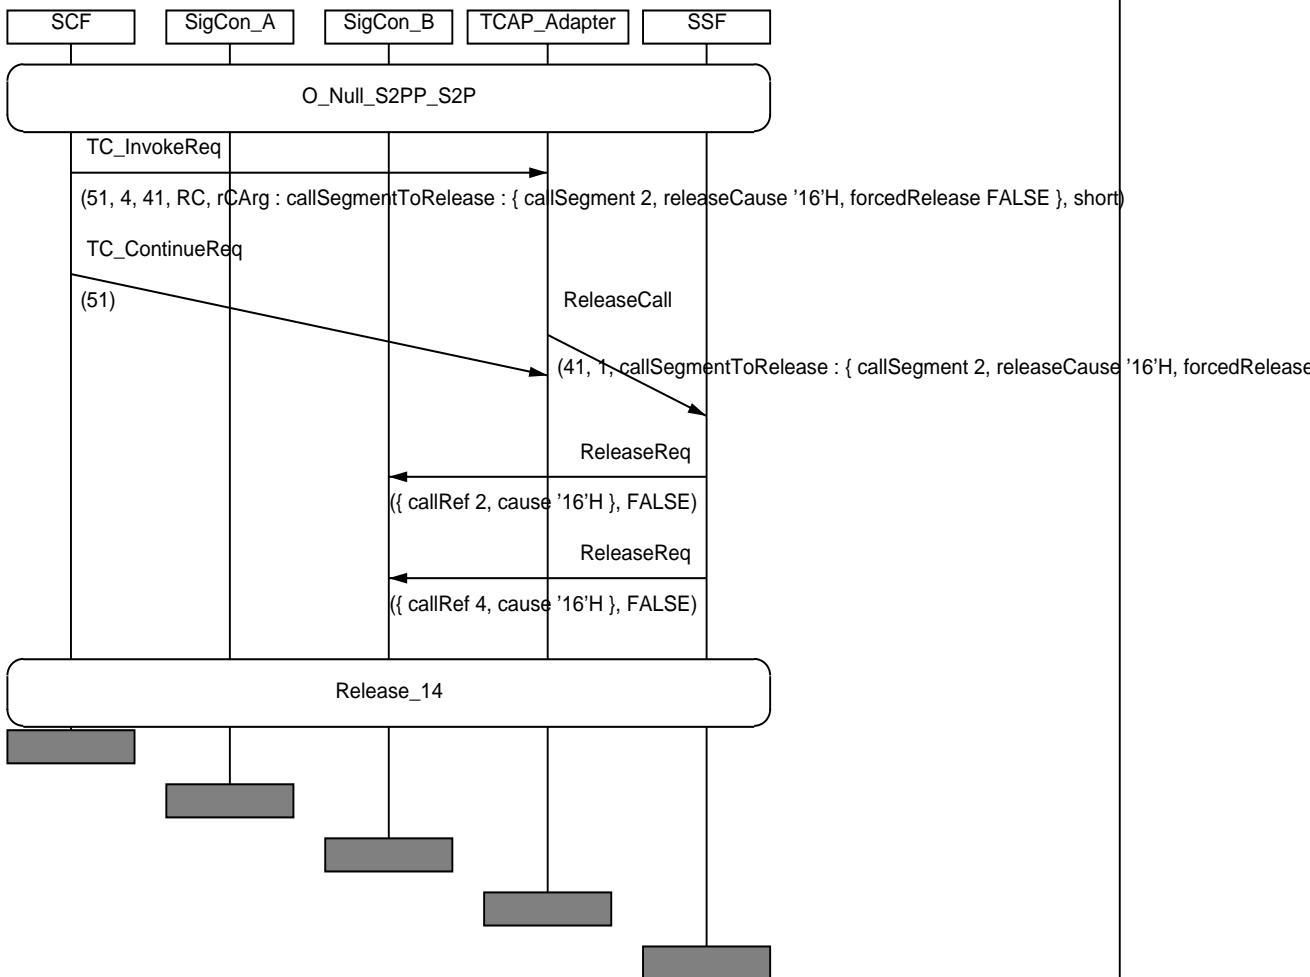 SCF SigCon_A SigCon_B TCAP_Adapter SSF
O_Null_S2PP_S2P
TC_InvokeReq
(51, 4, 41, RC, rCArg : callSegmentToRelease : { callSegment 2, releaseCause '16'H, forcedRelease FALSE }, short)
TC_ContinueReq
(51)
ReleaseCall
(41, 1, callSegmentToRelease : { callSegment 2, releaseCause '16'H, forcedRelease
ReleaseReq
({ callRef 2, cause '16'H }, FALSE)
ReleaseReq
({ callRef 4, cause '16'H }, FALSE)
Release_14